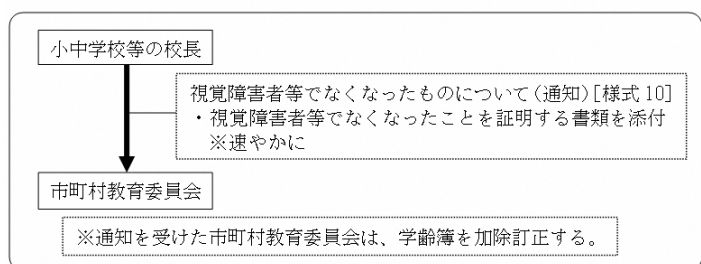 小中学校等の校長
視覚障害者等でなくなったものについて(通知)[様式10]
・視覚障害者等でなくなったことを証明する書類を添付
※速やかに
市町村教育委員会
※通知を受けた市町村教育委員会は、学齢簿を加除訂正する。